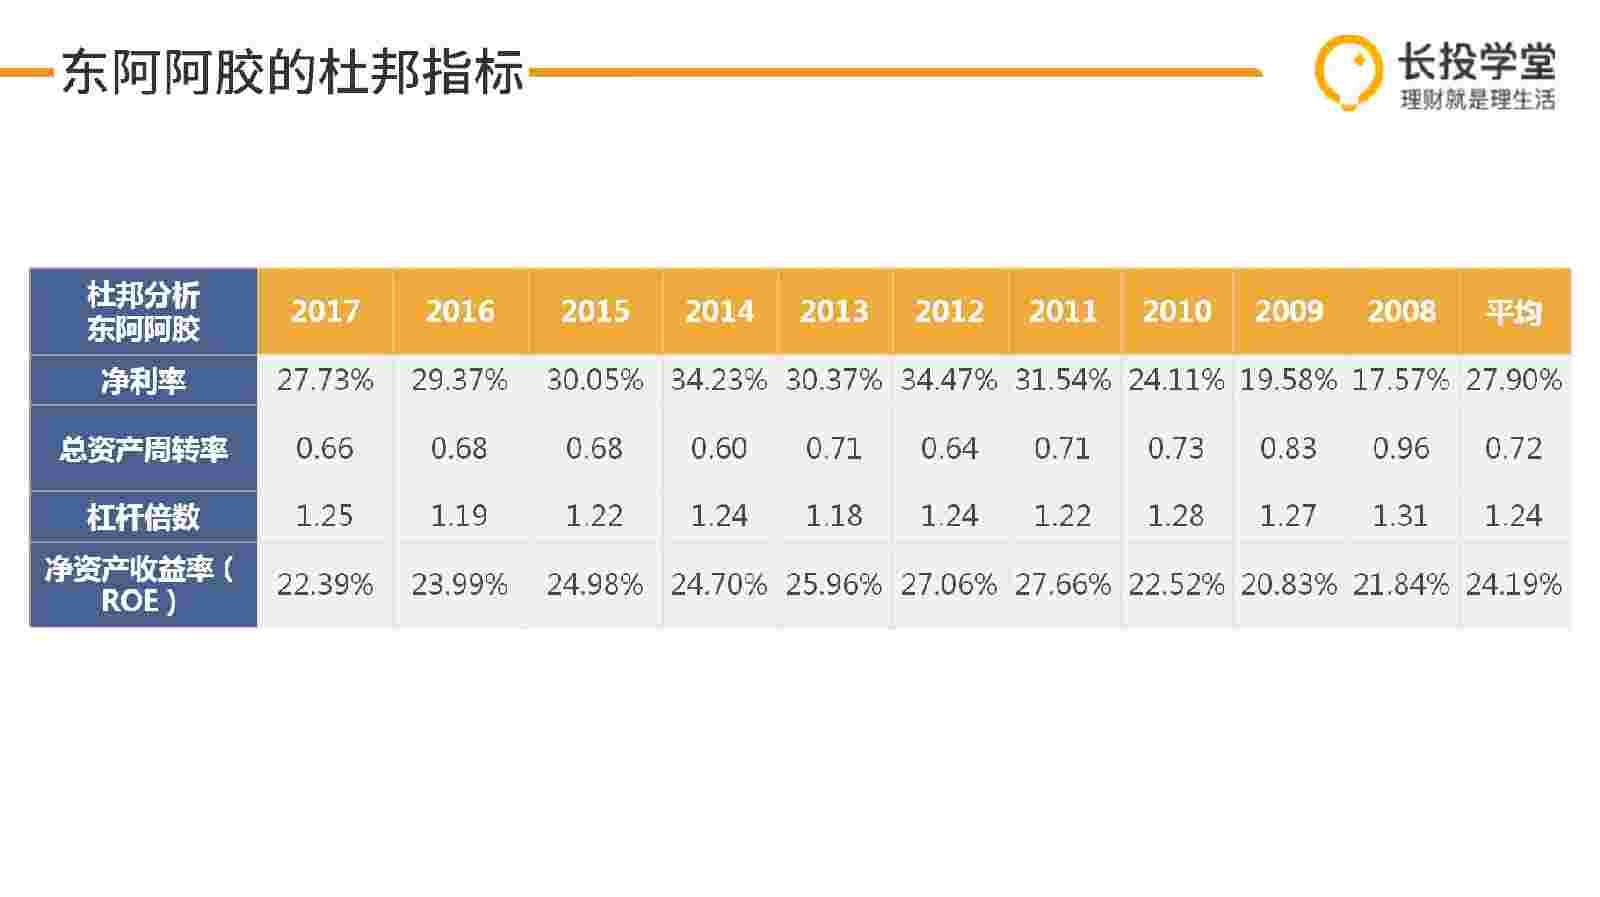 东阿阿胶的杜邦指标
长投学堂
理财就是理生活
杜邦分析
东阿阿胶
2017 2016 2015 2014 2013 2012 2011 2010 2009 2008 平均
净利率 27.73% 29.37% 30.05% 34.23% 30.37% 34.47% 31.54% 24.11% 19.58% 17.57% 27.90%
总资产周转率 0.66 0.68 0.68 0.60 0.71 0.64 0.71 0.73 0.83 0.96 0.72
杠杆倍数 1.25 1.19 1.22 1.24 1.18 1.24 1.22 1.28 1.27 1.31 1.24
净资产收益率（
ROE） 22.39% 23.99% 24.98% 24.70% 25.96% 27.06% 27.66% 22.52% 20.83% 21.84% 24.19%